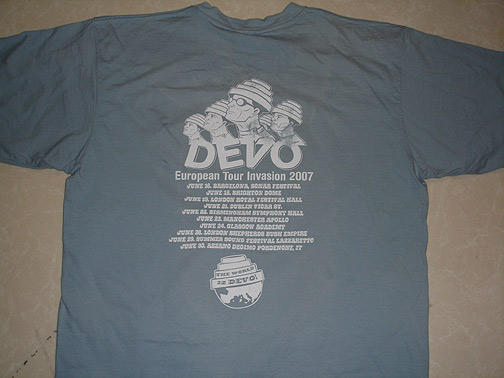 DEVO
European Tour Invasion 2007
JUNE 16. BARCELONA, SONAR FESTIVAL
JUNE 18. BRIGHTON DOME
JUNE 19. LONDON ROYAL FESTIVAL HALL
JUNE 21. DUBLIN VICAR ST.
JUNE 22. BIRMINGHAM SYMPHONY HALL
JUNE 23. MANCHESTER APOLLO
JUNE 24. GLASGOW ACADEMY
JUNE 26. LONDON SHEPHERDS BUSH EMPIRE
JUNE 29. SUMMER SOUND FESTIVAL LAZZARETTO
JUNE 30. AZZANO DECIMO PORDENONE, IT
THE WORLD
IS DEVO!